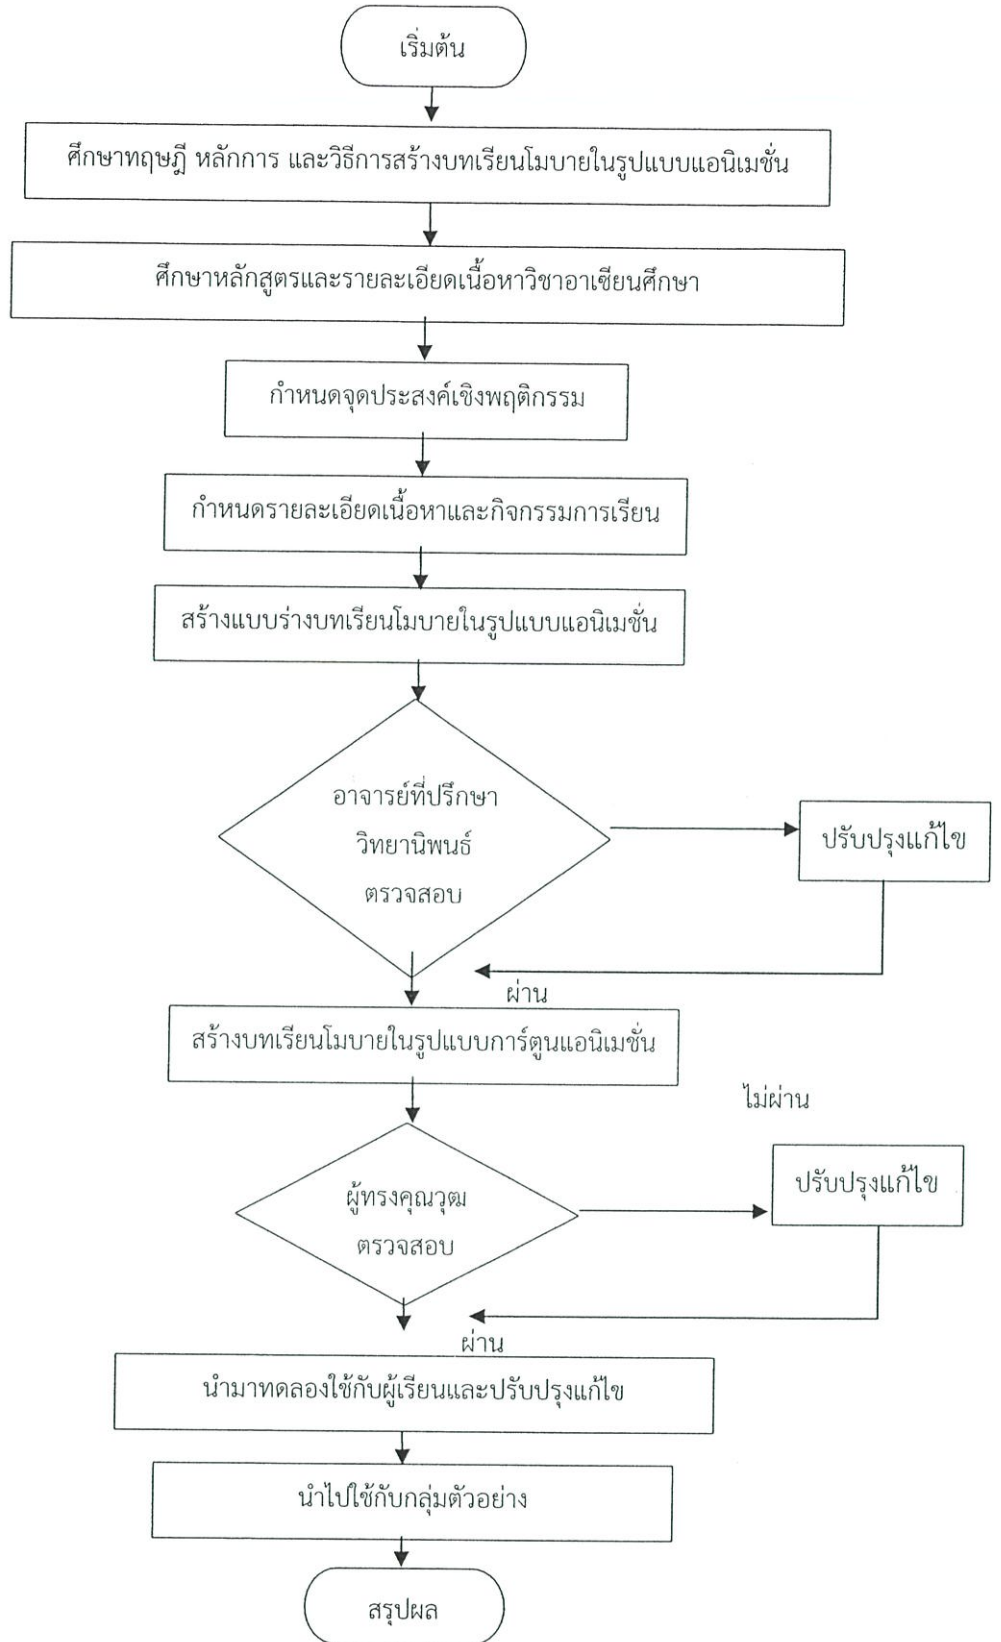 เริ่มต้น
ศึกษาทฤษฎี หลักการ และวิธีการสร้างบทเรียนโมบายในรูปแบบแอนิเมชั่น
ศึกษาหลักสูตรและรายละเอียดเนื้อหาวิชาอาเซียนศึกษา
กำหนดจุดประสงค์เชิงพฤติกรรม
กำหนดรายละเอียดเนื้อหาและกิจกรรมการเรียน
สร้างแบบร่างบทเรียนโมบายในรูปแบบแอนิเมชั่น
อาจารย์ที่ปรึกษา
วิทยานิพนธ์
ตรวจสอบ
ปรับปรุงแก้ไข
ผ่าน
สร้างบทเรียนโมบายในรูปแบบการ์ตูนแอนิเมชั่น
ไม่ผ่าน
ผู้ทรงคุณวุฒ
ตรวจสอบ
ปรับปรุงแก้ไข
ผ่าน
นำมาทดลองใช้กับผู้เรียนและปรับปรุงแก้ไข
นำไปใช้กับกลุ่มตัวอย่าง
สรุปผล